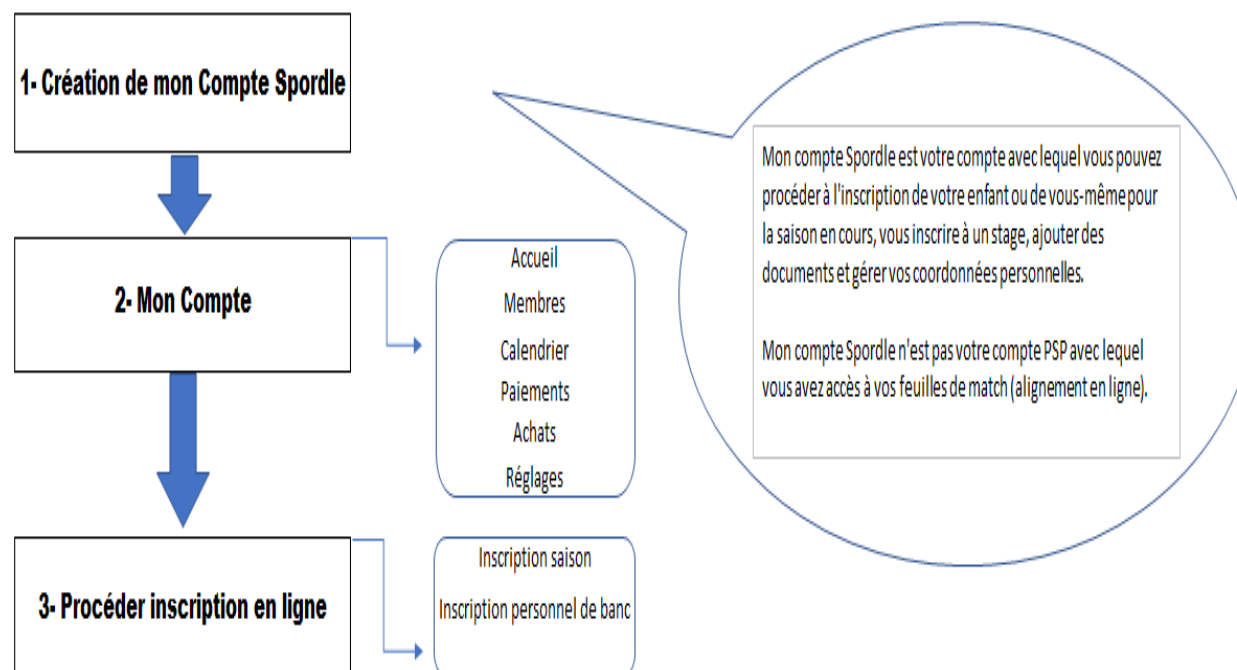 1- Création de mon Compte Spordle
Mon compte Spordle est votre compte avec lequel vous pouvez
procéder à l'inscription de votre enfant ou de vous-même pour
la saison en cours, vous inscrire à un stage, ajouter des
documents et gérer vos coordonnées personnelles.
Mon compte Spordle n'est pas votre compte PSP avec lequel
vous avez accès à vos feuilles de match (alignement en ligne).
2- Mon Compte
Accueil
Membres
Calendrier
Paiements
Achats
Réglages
3- Procéder inscription en ligne
Inscription saison
Inscription personnel de banc